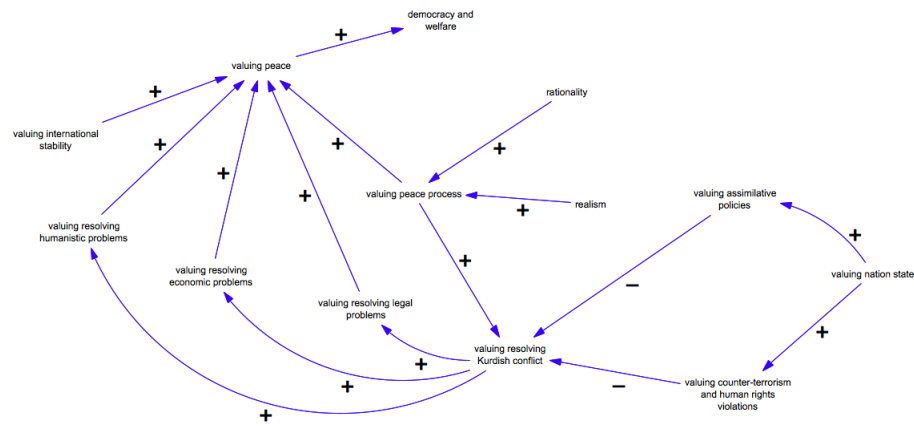 democracy and
welfare
+
valuing peace
+
rationality
valuing international
stability
+
+
+
+
+
valuing peace process
+
realism
valuing assimilative
policies
valuing resolving
humanistic problems
+
+
valuing resolving
economic problems
valuing nation state
−
valuing resolving legal
problems
+
valuing resolving
Kurdish conflict
+
+
−
valuing counter-terrorism
and human rights
violations
+